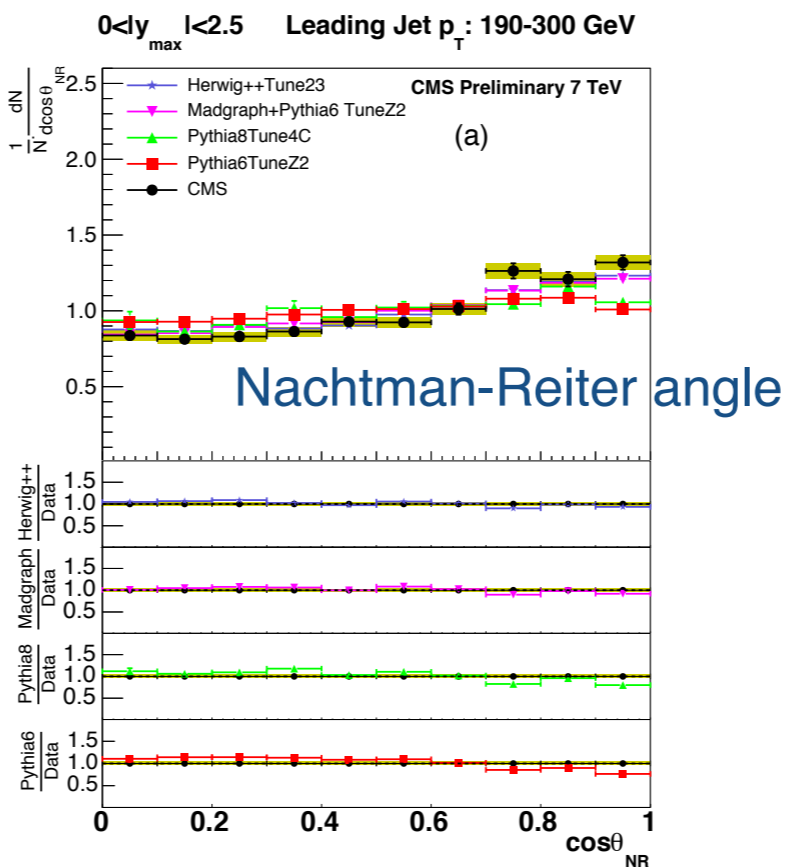 0<|y_max|<2.5 Leading Jet p_T: 190-300 GeV
1/N · dN/dcosθ_NR
CMS Preliminary 7 TeV
(a)
Herwig++Tune23
Madgraph+Pythia6 TuneZ2
Pythia8Tune4C
Pythia6TuneZ2
CMS
2.5
2.0
1.5
1.0
0.5
Nachtman-Reiter angle
Herwig++/Data
1.5
1.0
0.5
Madgraph/Data
1.5
1.0
0.5
Pythia8/Data
1.5
1.0
0.5
Pythia6/Data
1.5
1.0
0.5
0 0.2 0.4 0.6 0.8 1
cosθ_NR